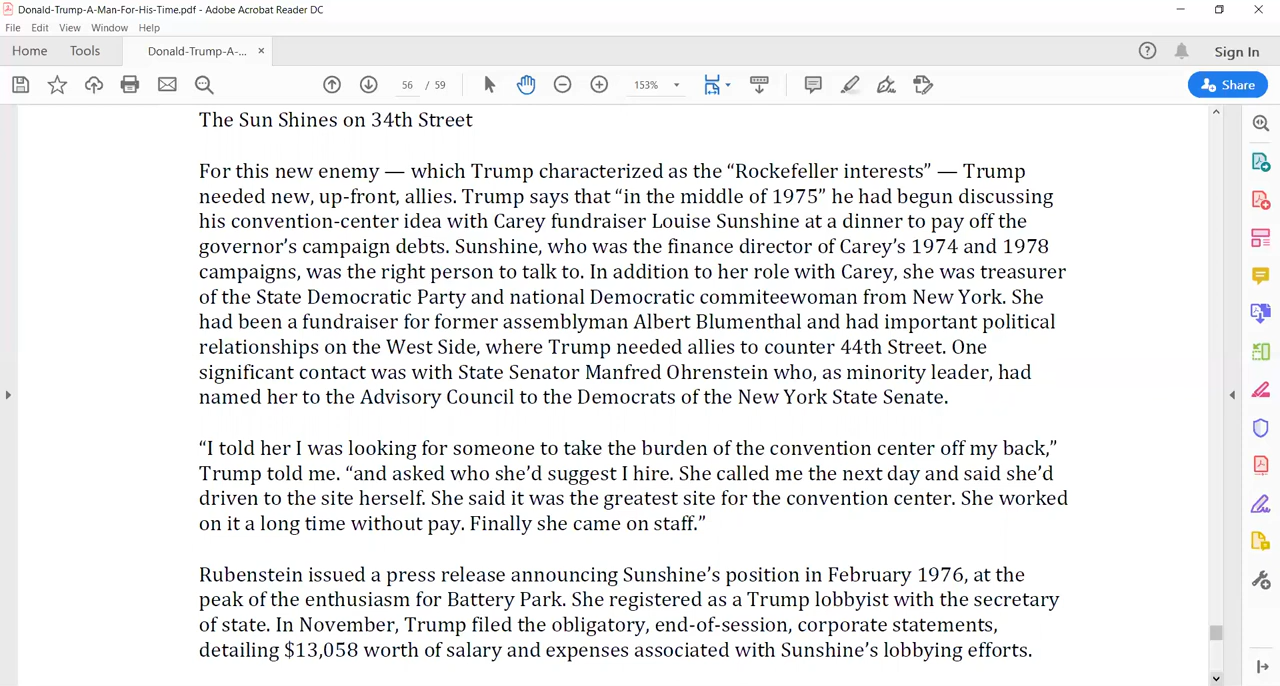 Donald-Trump-A-Man-For-His-Time.pdf - Adobe Acrobat Reader DC
File Edit View Window Help
Home Tools Donald-Trump-A-... × Sign In
56 / 59 153% Share
The Sun Shines on 34th Street
For this new enemy — which Trump characterized as the “Rockefeller interests” — Trump
needed new, up-front, allies. Trump says that “in the middle of 1975” he had begun discussing
his convention-center idea with Carey fundraiser Louise Sunshine at a dinner to pay off the
governor’s campaign debts. Sunshine, who was the finance director of Carey’s 1974 and 1978
campaigns, was the right person to talk to. In addition to her role with Carey, she was treasurer
of the State Democratic Party and national Democratic commiteewoman from New York. She
had been a fundraiser for former assemblyman Albert Blumenthal and had important political
relationships on the West Side, where Trump needed allies to counter 44th Street. One
significant contact was with State Senator Manfred Ohrenstein who, as minority leader, had
named her to the Advisory Council to the Democrats of the New York State Senate.
“I told her I was looking for someone to take the burden of the convention center off my back,”
Trump told me. “and asked who she’d suggest I hire. She called me the next day and said she’d
driven to the site herself. She said it was the greatest site for the convention center. She worked
on it a long time without pay. Finally she came on staff.”
Rubenstein issued a press release announcing Sunshine’s position in February 1976, at the
peak of the enthusiasm for Battery Park. She registered as a Trump lobbyist with the secretary
of state. In November, Trump filed the obligatory, end-of-session, corporate statements,
detailing $13,058 worth of salary and expenses associated with Sunshine’s lobbying efforts.